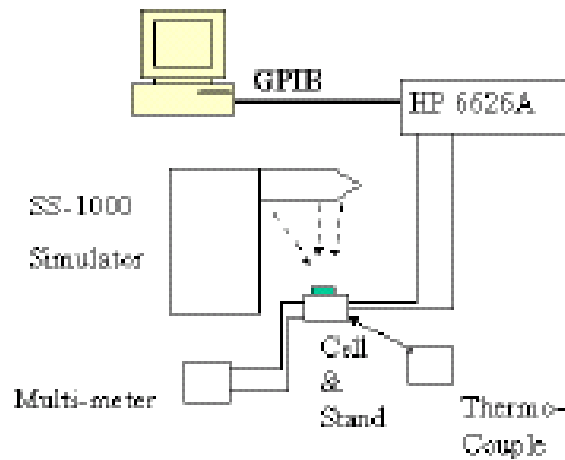 GPIB
HP 6626A
SS-1000
Simulator
Cell
&
Stand
Multi-meter
Thermo-
Couple